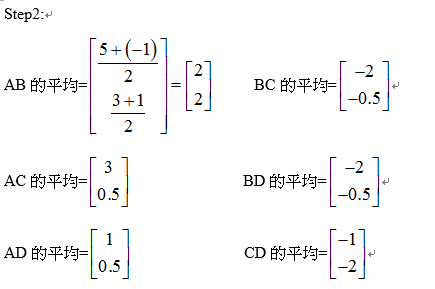 Step2:↵
AB 的平均=[(5+(−1))/2; (3+1)/2]=[2; 2] BC 的平均=[−2; −0.5]↵
AC 的平均=[3; 0.5] BD 的平均=[−2; −0.5]↵
AD 的平均=[1; 0.5] CD 的平均=[−1; −2]↵